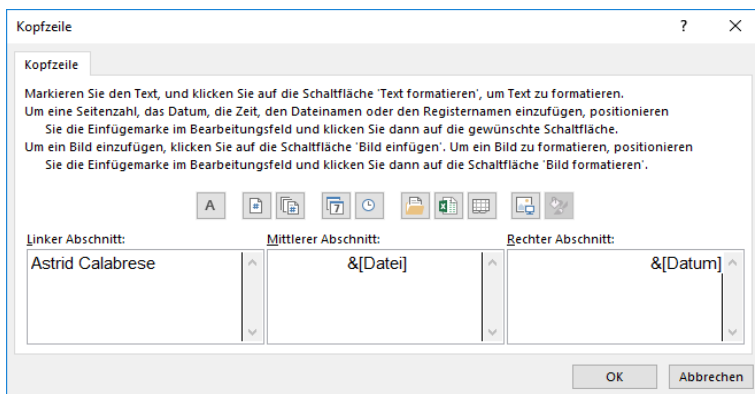 Kopfzeile
?
Kopfzeile
Markieren Sie den Text, und klicken Sie auf die Schaltfläche 'Text formatieren', um Text zu formatieren.
Um eine Seitenzahl, das Datum, die Zeit, den Dateinamen oder den Registernamen einzufügen, positionieren
Sie die Einfügemarke im Bearbeitungsfeld und klicken Sie dann auf die gewünschte Schaltfläche.
Um ein Bild einzufügen, klicken Sie auf die Schaltfläche 'Bild einfügen'. Um ein Bild zu formatieren, positionieren
Sie die Einfügemarke im Bearbeitungsfeld und klicken Sie dann auf die Schaltfläche 'Bild formatieren'.
A # # 7
Linker Abschnitt: Mittlerer Abschnitt: Rechter Abschnitt:
Astrid Calabrese &[Datei] &[Datum]
OK Abbrechen